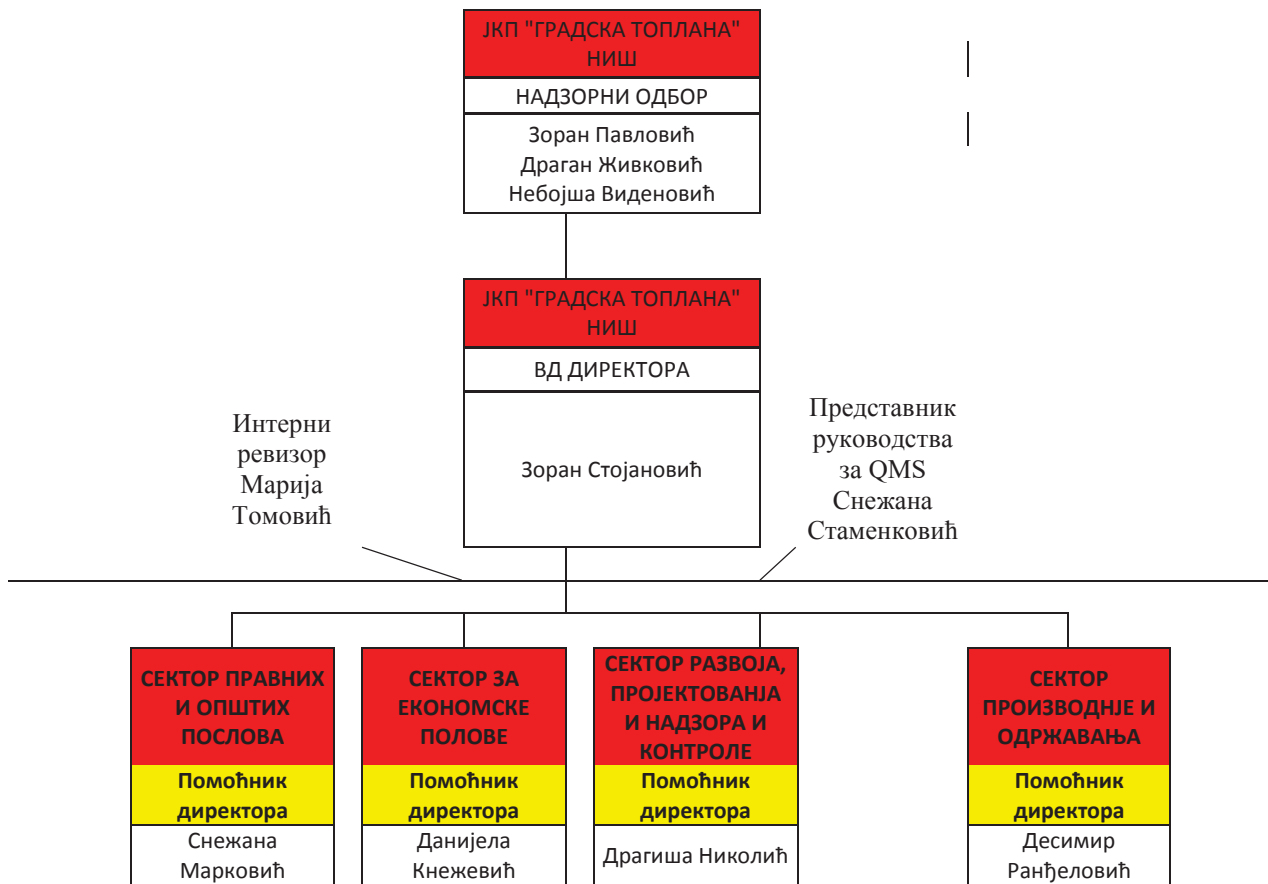 ЈКП "ГРАДСКА ТОПЛАНА"
НИШ
НАДЗОРНИ ОДБОР
Зоран Павловић
Драган Живковић
Небојша Виденовић
ЈКП "ГРАДСКА ТОПЛАНА"
НИШ
ВД ДИРЕКТОРА
Зоран Стојановић
Интерни
ревизор
Марија
Томовић
Представник
руководства
за QMS
Снежана
Стаменковић
СЕКТОР ПРАВНИХ
И ОПШТИХ
ПОСЛОВА
Помоћник
директора
Снежана
Марковић
СЕКТОР ЗА
ЕКОНОМСКЕ
ПОЛОВЕ
Помоћник
директора
Данијела
Кнежевић
СЕКТОР РАЗВОЈА,
ПРОЈЕКТОВАНЈА
И НАДЗОРА И
КОНТРОЛЕ
Помоћник
директора
Драгиша Николић
СЕКТОР
ПРОИЗВОДНЈЕ И
ОДРЖАВАЊА
Помоћник
директора
Десимир
Ранђеловић